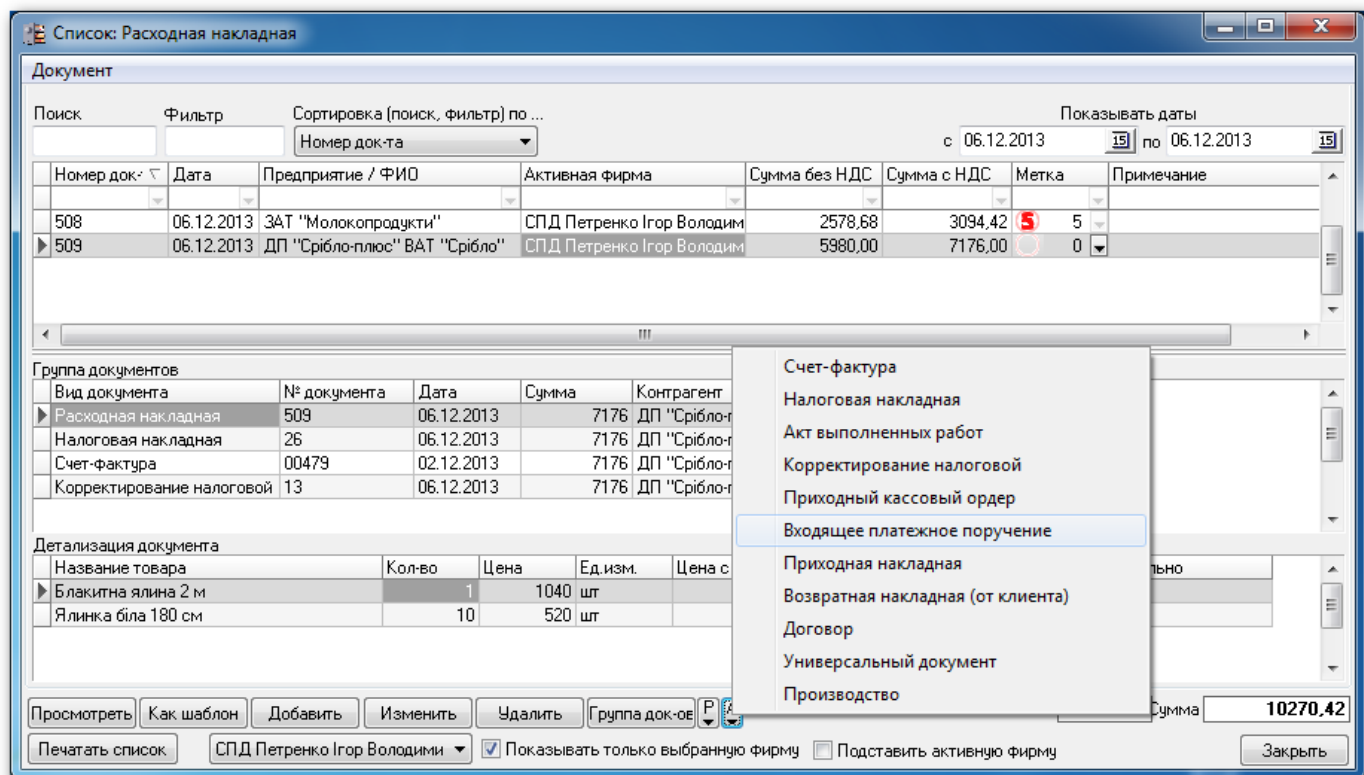 Список: Расходная накладная
Документ
Поиск Фильтр Сортировка (поиск, фильтр) по ... Показывать даты
Номер док-та с 06.12.2013 15 по 06.12.2013 15
Номер док- Дата Предприятие / ФИО Активная фирма Сумма без НДС Сумма с НДС Метка Примечание
508 06.12.2013 ЗАТ "Молокопродукти" СПД Петренко Ігор Володим 2578,68 3094,42 5 5
509 06.12.2013 ДП "Срібло-плюс" ВАТ "Срібло" СПД Петренко Ігор Володим 5980,00 7176,00 0
Группа документов
Вид документа № документа Дата Сумма Контрагент
Расходная накладная 509 06.12.2013 7176 ДП "Срібло-п
Налоговая накладная 26 06.12.2013 7176 ДП "Срібло-п
Счет-фактура 00479 02.12.2013 7176 ДП "Срібло-п
Корректирование налоговой 13 06.12.2013 7176 ДП "Срібло-п
Счет-фактура
Налоговая накладная
Акт выполненных работ
Корректирование налоговой
Приходный кассовый ордер
Входящее платежное поручение
Приходная накладная
Возвратная накладная (от клиента)
Договор
Универсальный документ
Производство
Детализация документа
Название товара Кол-во Цена Ед.изм. Цена с льно
Блакитна ялина 2 м 1 1040 шт
Ялинка біла 180 см 10 520 шт
Просмотреть Как шаблон Добавить Изменить Удалить Группа док-ов Р А Сумма 10270,42
Печатать список СПД Петренко Ігор Володими Показывать только выбранную фирму Подставить активную фирму Закрыть